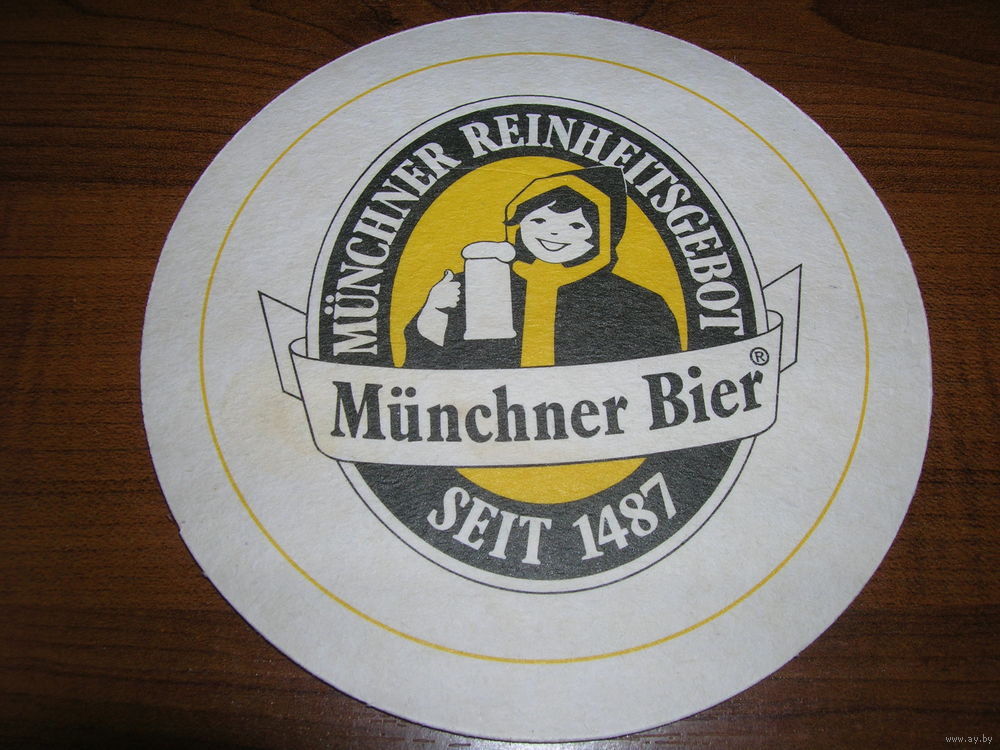 MÜNCHNER REINHEITSGEBOT
Münchner Bier ®
SEIT 1487
www.ay.by